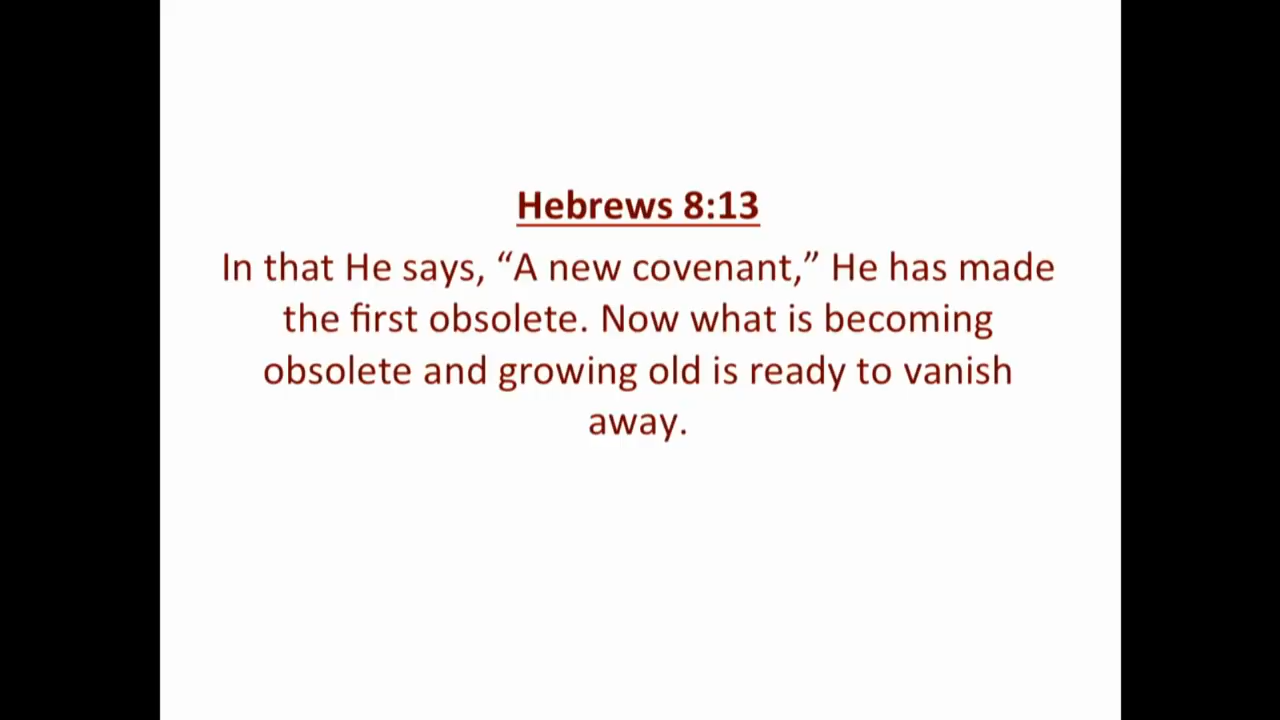 Hebrews 8:13
In that He says, “A new covenant,” He has made
the first obsolete. Now what is becoming
obsolete and growing old is ready to vanish
away.